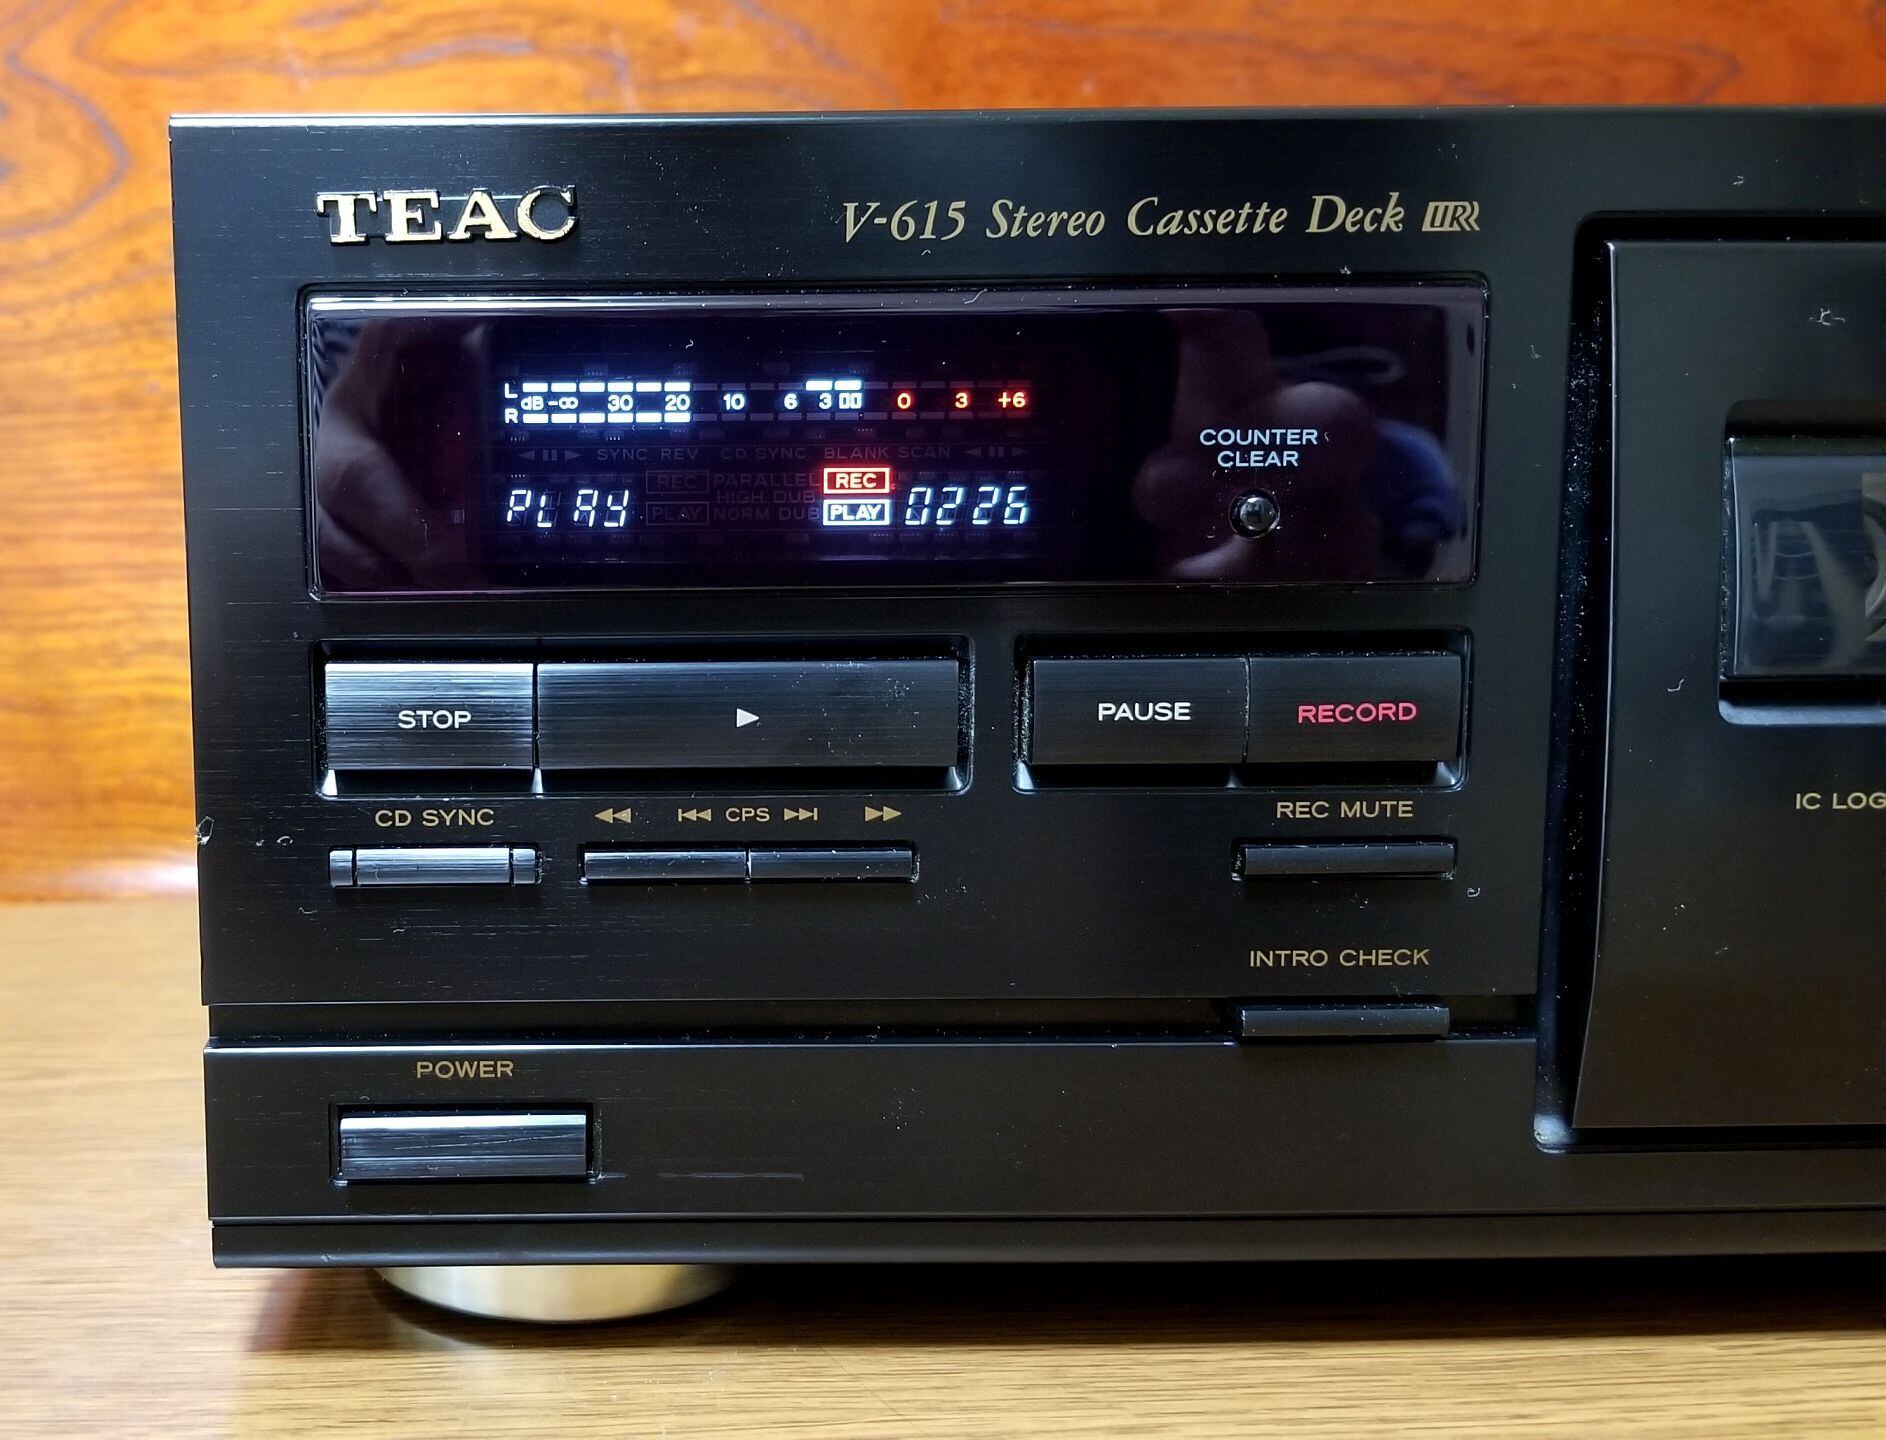 TEAC
V-615 Stereo Cassette Deck
L
dB -∞ 30 20 10 6 3 0 3 +6
R
SYNC REV CD SYNC BLANK SCAN
REC PARALLEL REC
HIGH DUB
PLAY PLAY NORM DUB PLAY 0226
COUNTER
CLEAR
STOP
PAUSE RECORD
CD SYNC CPS REC MUTE
IC LOG
INTRO CHECK
POWER